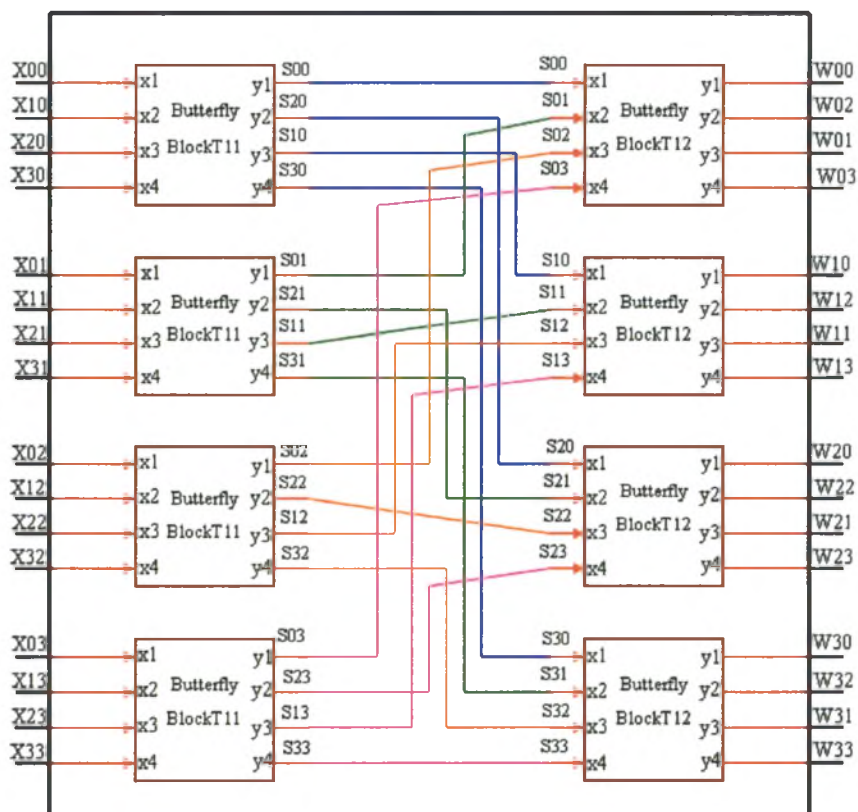 X00 x1 y1 S00 S00 x1 y1 W00
X10 x2 Butterfly y2 S20 S01 x2 Butterfly y2 W02
X20 x3 BlockT11 y3 S10 S02 x3 BlockT12 y3 W01
X30 x4 y4 S30 S03 x4 y4 W03
X01 x1 y1 S01 S10 x1 y1 W10
X11 x2 Butterfly y2 S21 S11 x2 Butterfly y2 W12
X21 x3 BlockT11 y3 S11 S12 x3 BlockT12 y3 W11
X31 x4 y4 S31 S13 x4 y4 W13
X02 x1 y1 S02 S20 x1 y1 W20
X12 x2 Butterfly y2 S22 S21 x2 Butterfly y2 W22
X22 x3 BlockT11 y3 S12 S22 x3 BlockT12 y3 W21
X32 x4 y4 S32 S23 x4 y4 W23
X03 x1 y1 S03 S30 x1 y1 W30
X13 x2 Butterfly y2 S23 S31 x2 Butterfly y2 W32
X23 x3 BlockT11 y3 S13 S32 x3 BlockT12 y3 W31
X33 x4 y4 S33 S33 x4 y4 W33